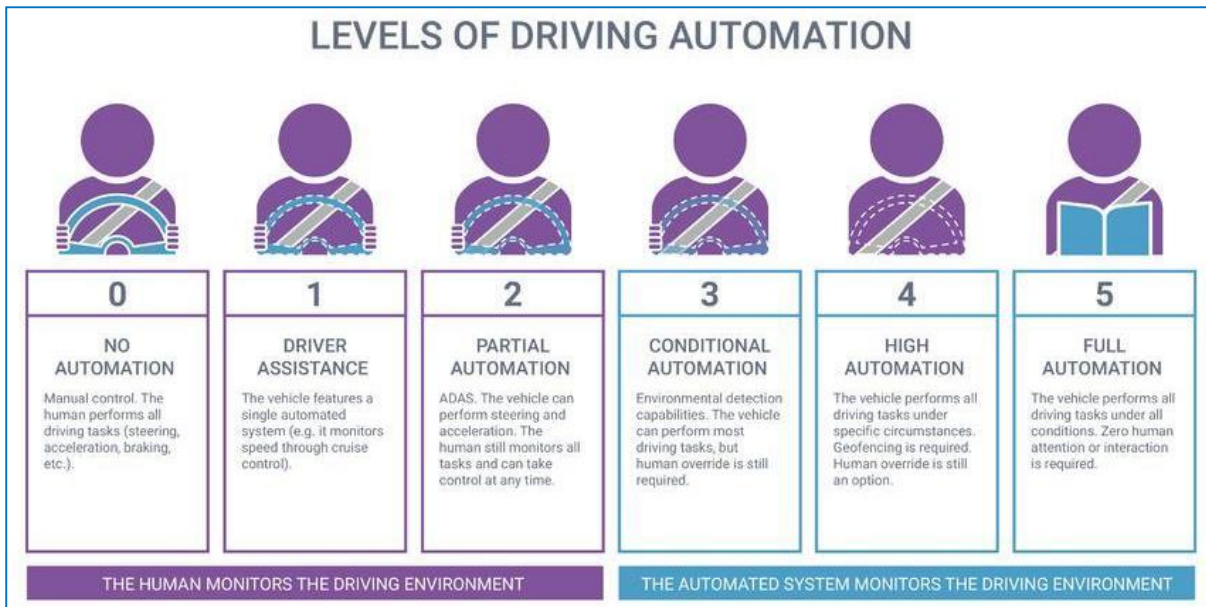 LEVELS OF DRIVING AUTOMATION
0
NO
AUTOMATION
Manual control. The
human performs all
driving tasks (steering,
acceleration, braking,
etc.).
1
DRIVER
ASSISTANCE
The vehicle features a
single automated
system (e.g. it monitors
speed through cruise
control).
2
PARTIAL
AUTOMATION
ADAS. The vehicle can
perform steering and
acceleration. The
human still monitors all
tasks and can take
control at any time.
3
CONDITIONAL
AUTOMATION
Environmental detection
capabilities. The vehicle
can perform most
driving tasks, but
human override is still
required.
4
HIGH
AUTOMATION
The vehicle performs all
driving tasks under
specific circumstances.
Geofencing is required.
Human override is still
an option.
5
FULL
AUTOMATION
The vehicle performs all
driving tasks under all
conditions. Zero human
attention or interaction
is required.
THE HUMAN MONITORS THE DRIVING ENVIRONMENT
THE AUTOMATED SYSTEM MONITORS THE DRIVING ENVIRONMENT